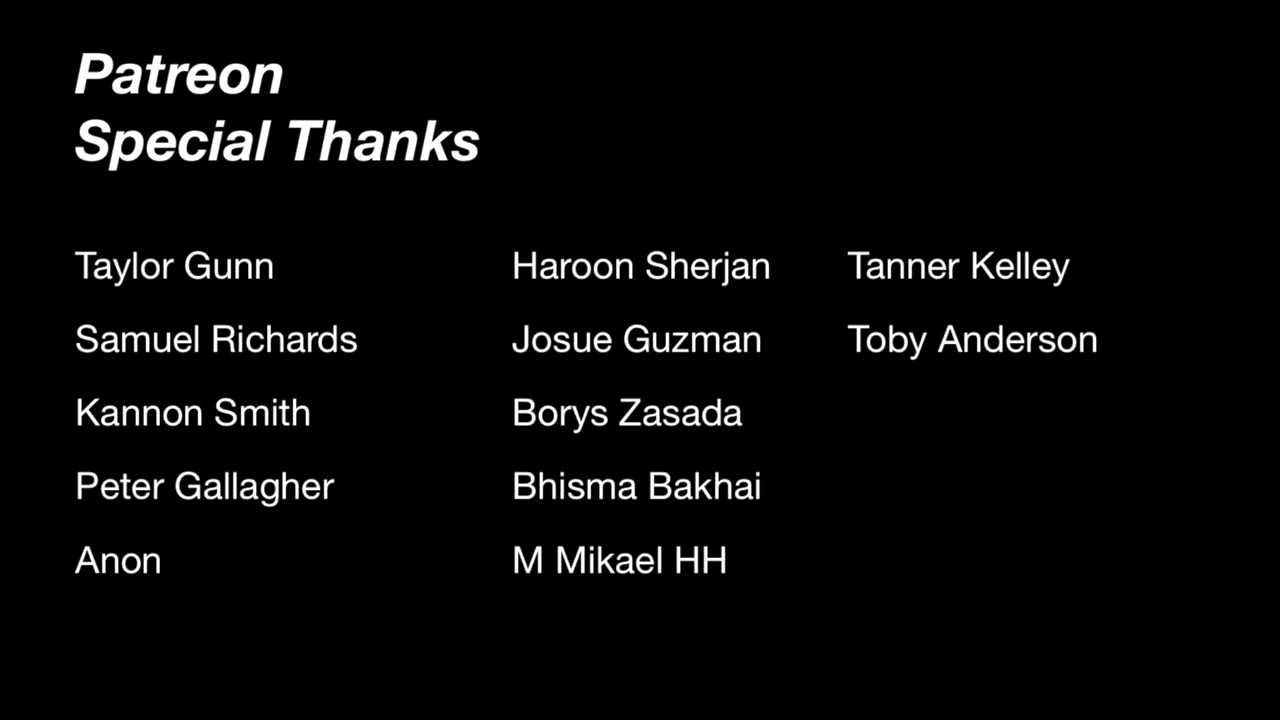 Patreon
Special Thanks
Taylor Gunn
Samuel Richards
Kannon Smith
Peter Gallagher
Anon
Haroon Sherjan
Josue Guzman
Borys Zasada
Bhisma Bakhai
M Mikael HH
Tanner Kelley
Toby Anderson